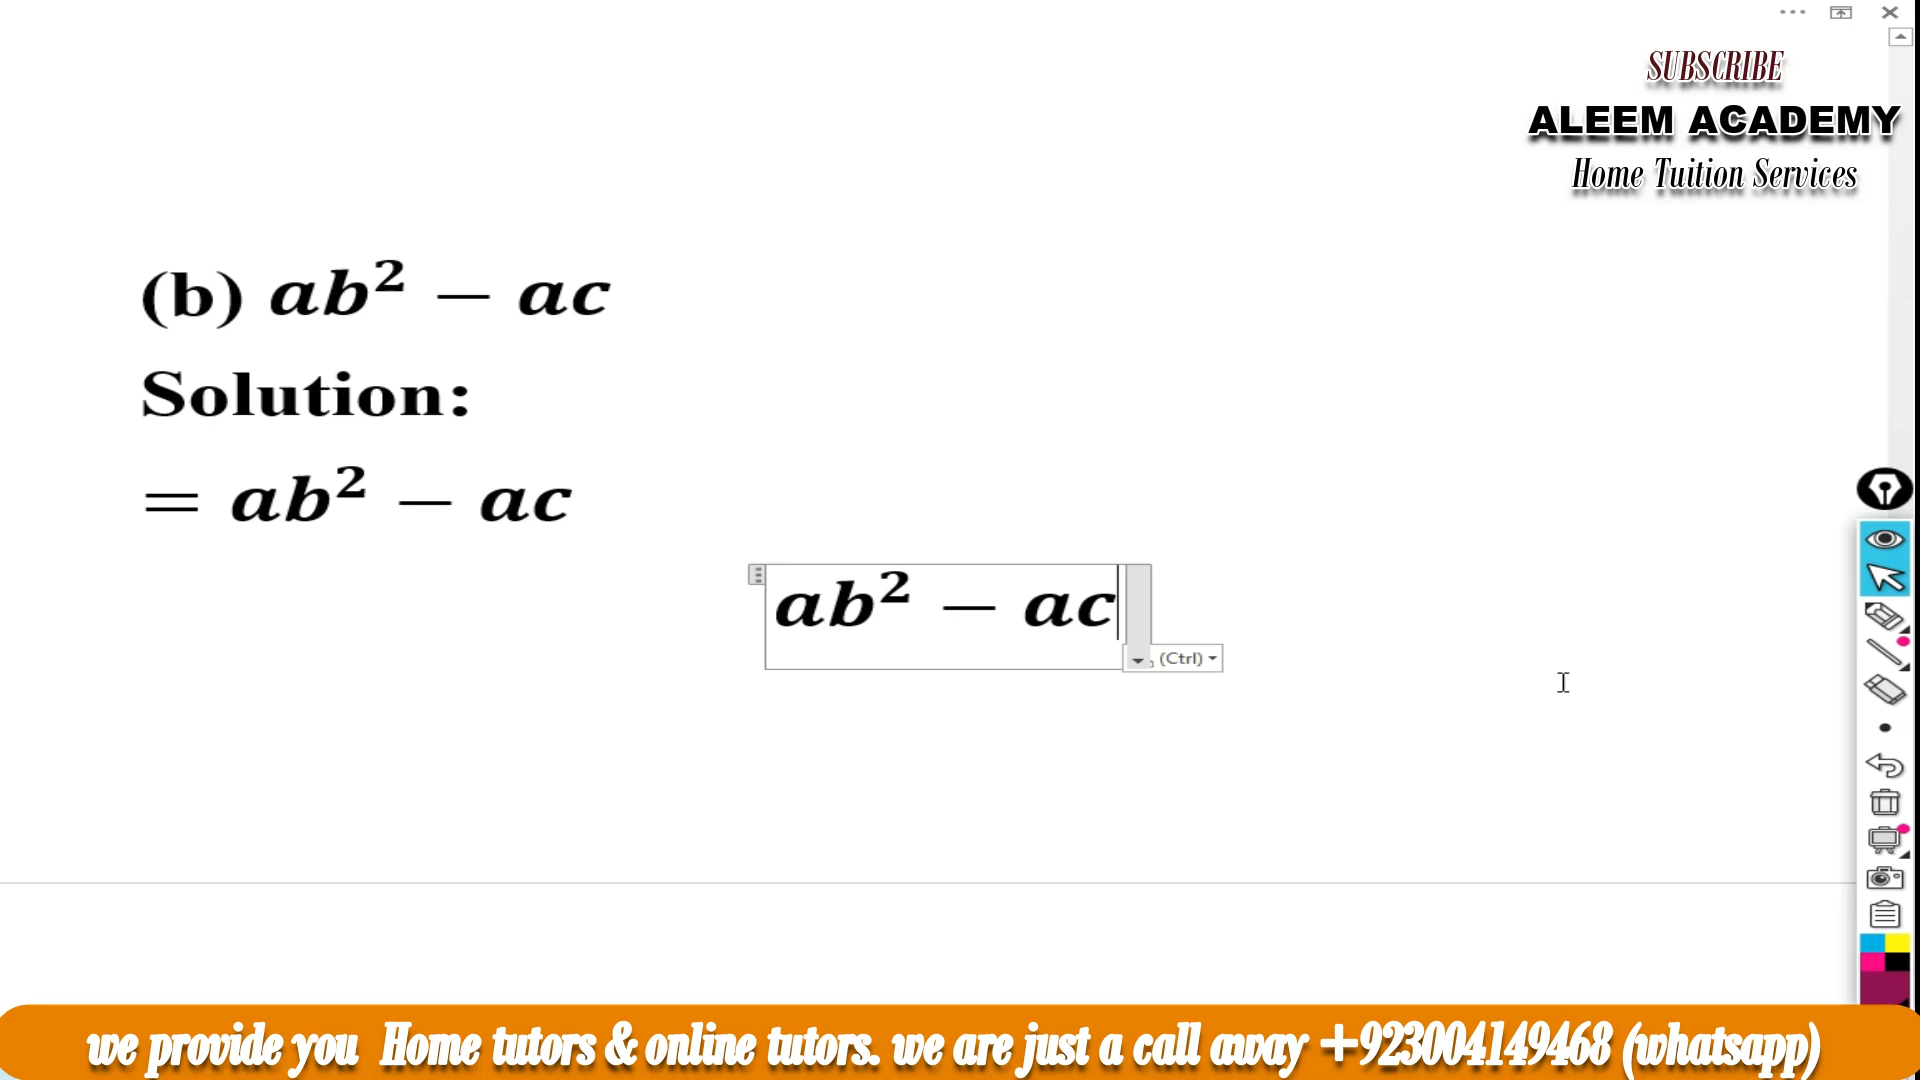 SUBSCRIBE
ALEEM ACADEMY
Home Tuition Services
(b) ab² − ac
Solution:
= ab² − ac
ab² − ac
(Ctrl)
we provide you Home tutors & online tutors. we are just a call away +923004149468 (whatsapp)